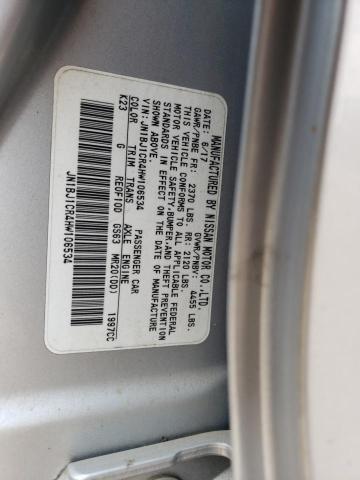 MANUFACTURED BY NISSAN MOTOR CO.,LTD.
DATE: 6/17 GVWR/PNBV: 4455 LBS.
GAWR/PNBE FR: 2370 LBS. RR: 2120 LBS.
THIS VEHICLE CONFORMS TO ALL APPLICABLE FEDERAL
MOTOR VEHICLE SAFETY,BUMPER,AND THEFT PREVENTION
STANDARDS IN EFFECT ON THE DATE OF MANUFACTURE
SHOWN ABOVE.
VIN:JN1BJ1CR4HW106534 PASSENGER CAR
COLOR TRIM TRANS AXLE ENGINE
K23 G RE0F10D GS63 MR20(DD) 1997CC
JN1BJ1CR4HW106534